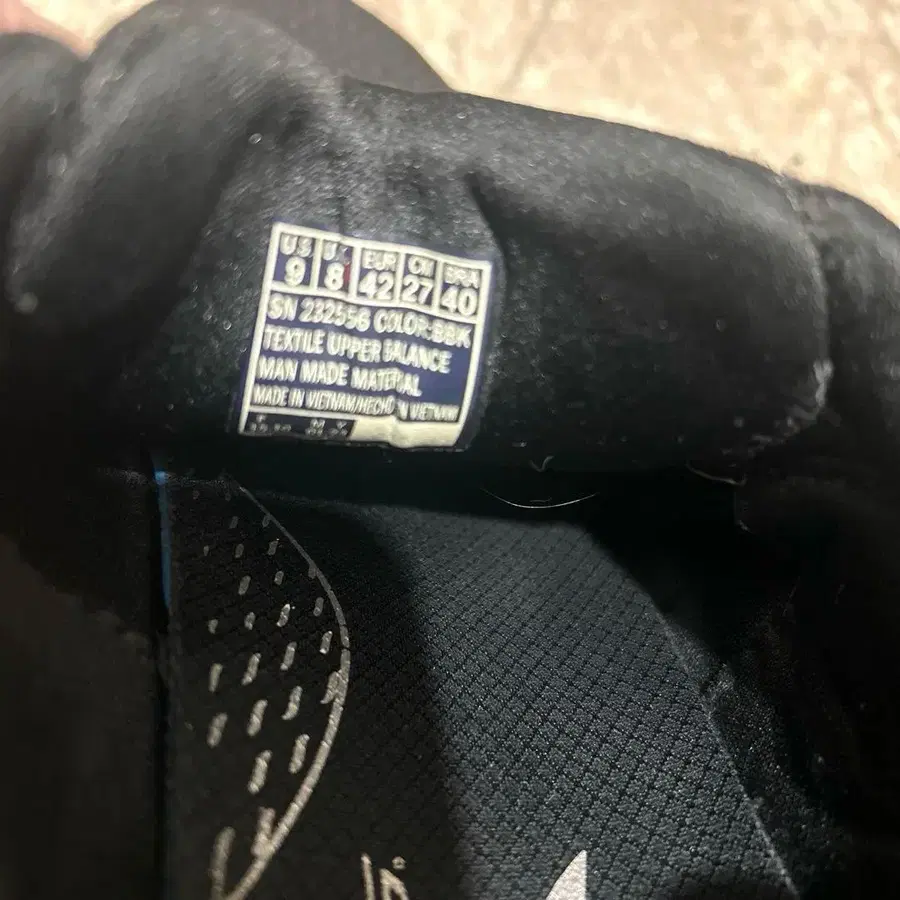 US UK EUR CM BRA
9 8 42 27 40
SN 232556 COLOR:BBK
TEXTILE UPPER BALANCE
MAN MADE MATERIAL
MADE IN VIETNAM/HECHO N VIETNAM